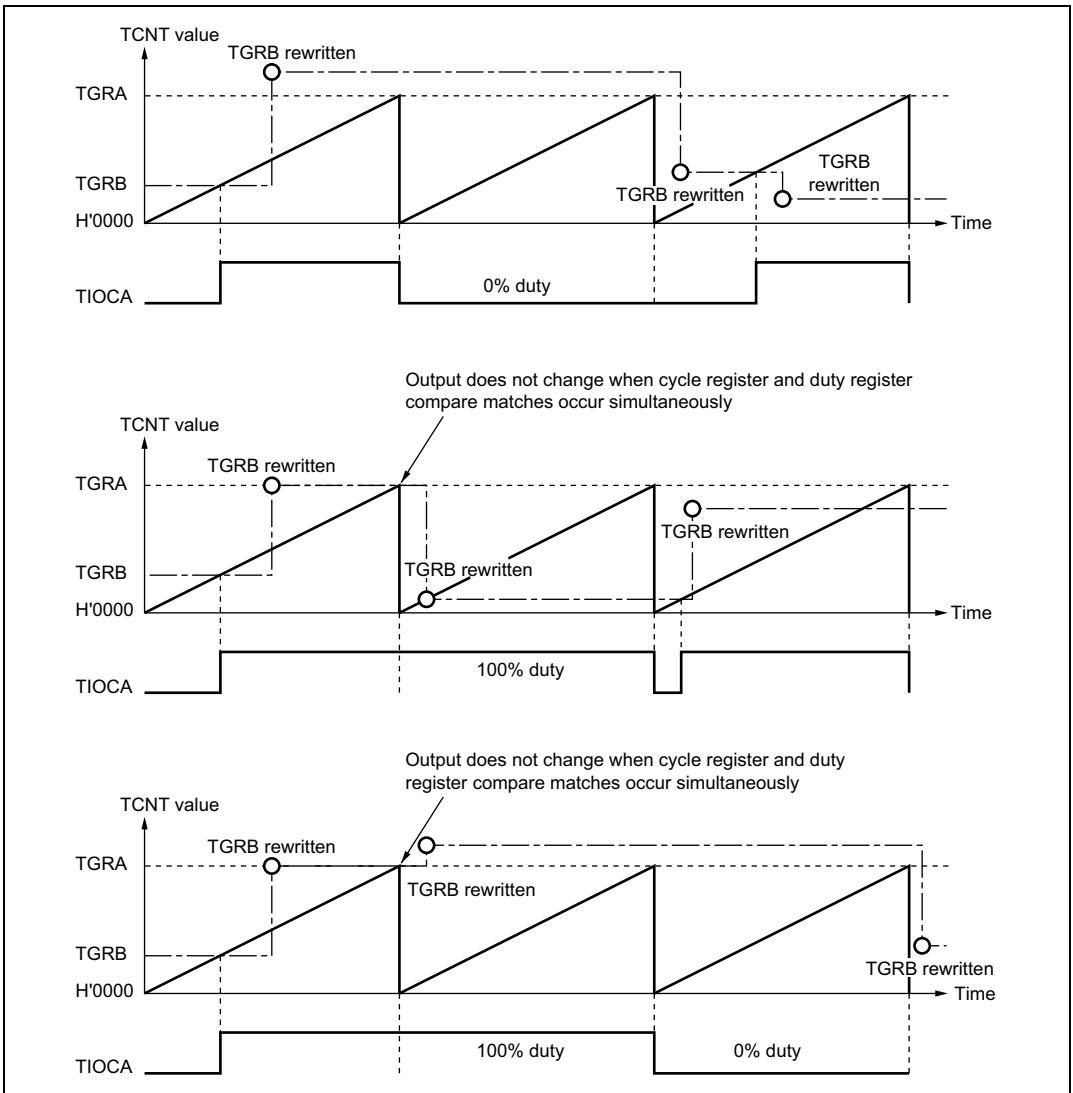 TCNT value
TGRB rewritten
TGRA
TGRB
rewritten
TGRB
TGRB rewritten
H'0000
Time
0% duty
TIOCA
Output does not change when cycle register and duty register
compare matches occur simultaneously
TCNT value
TGRB rewritten
TGRA
TGRB rewritten
TGRB rewritten
TGRB
H'0000
Time
100% duty
TIOCA
Output does not change when cycle register and duty
register compare matches occur simultaneously
TCNT value
TGRB rewritten
TGRA
TGRB rewritten
TGRB
TGRB rewritten
H'0000
Time
100% duty
0% duty
TIOCA